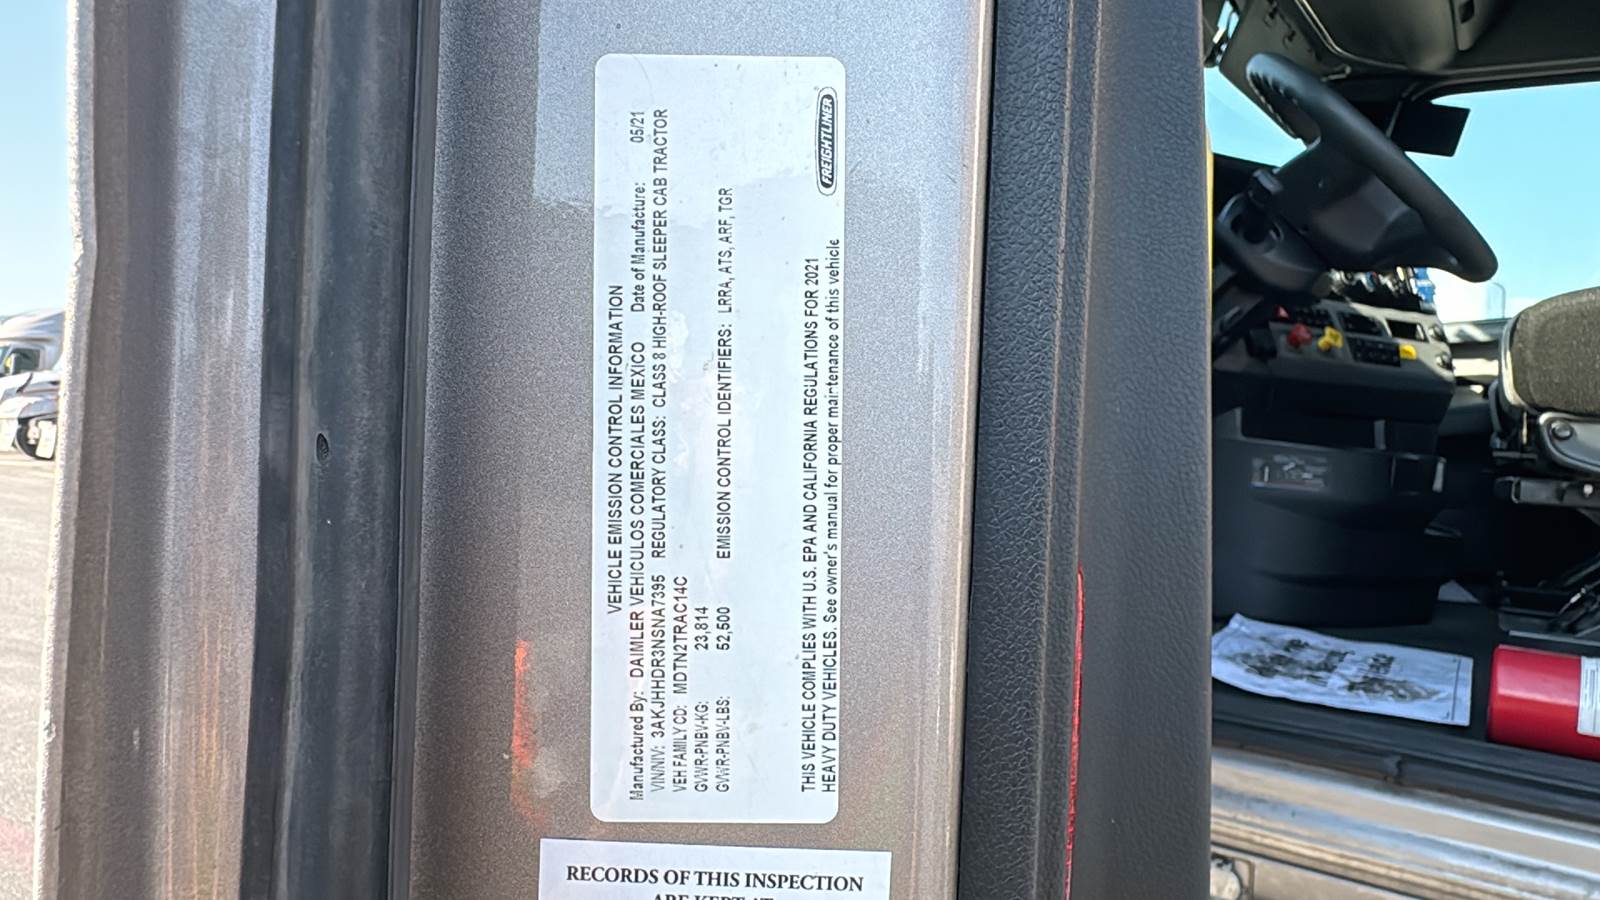 VEHICLE EMISSION CONTROL INFORMATION
Manufactured By: DAIMLER VEHICULOS COMERCIALES MEXICO Date of Manufacture: 05/21
VIN/NIV: 3AKJHHDR3NSNA7395 REGULATORY CLASS: CLASS 8 HIGH-ROOF SLEEPER CAB TRACTOR
VEH FAMILY CD: MDTN2TRAC14C
GVWR-PNBV-KG: 23,814
GVWR-PNBV-LBS: 52,500 EMISSION CONTROL IDENTIFIERS: LRRA, ATS, ARF, TGR
THIS VEHICLE COMPLIES WITH U.S. EPA AND CALIFORNIA REGULATIONS FOR 2021
HEAVY DUTY VEHICLES. See owner's manual for proper maintenance of this vehicle
FREIGHTLINER
RECORDS OF THIS INSPECTION
ARE KEPT AT